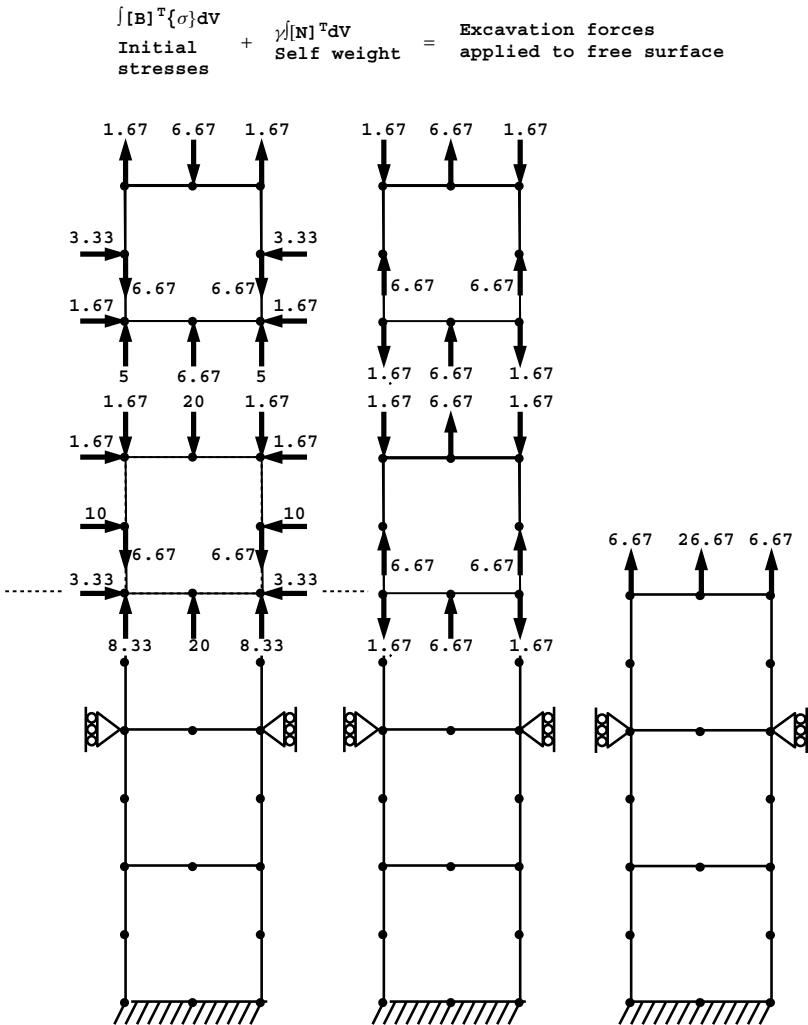 ∫[B]ᵀ{σ}dV
Initial
stresses
+
γ∫[N]ᵀdV
Self weight
=
Excavation forces
applied to free surface
1.67 6.67 1.67 1.67 6.67 1.67
3.33 3.33
6.67 6.67 6.67 6.67
1.67 1.67
5 6.67 5 1.67 6.67 1.67
1.67 20 1.67 1.67 6.67 1.67
1.67 1.67
10 10
6.67 26.67 6.67
6.67 6.67 6.67 6.67
3.33 3.33
8.33 20 8.33 1.67 6.67 1.67